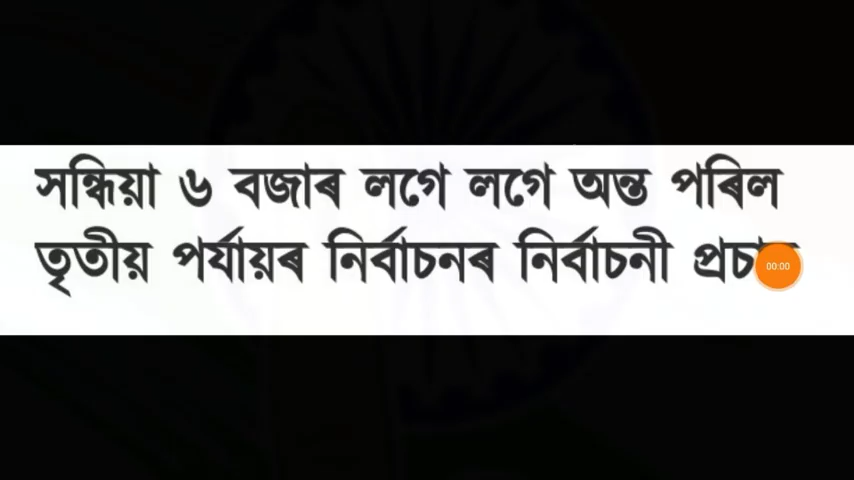 সন্ধিয়া ৬ বজাৰ লগে লগে অন্ত পৰিল
তৃতীয় পৰ্যায়ৰ নিৰ্বাচনৰ নিৰ্বাচনী
00:00